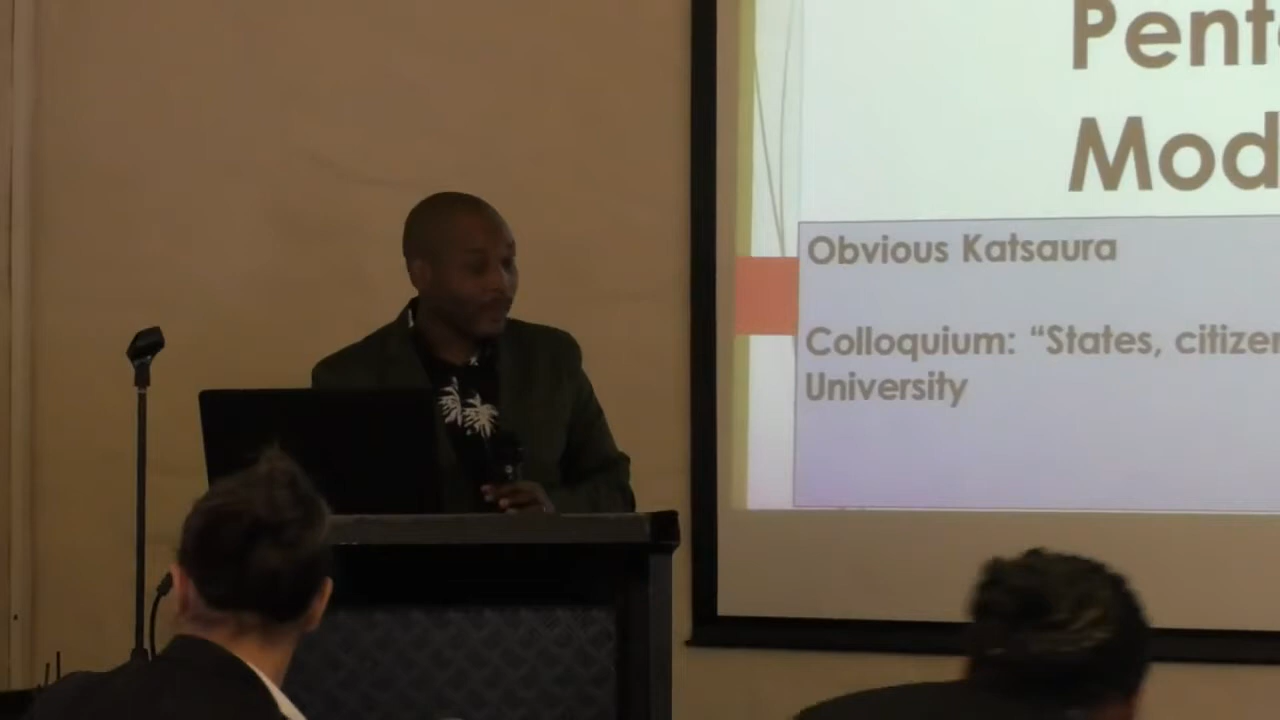 Pent
Mod
Obvious Katsaura
Colloquium: “States, citizen
University